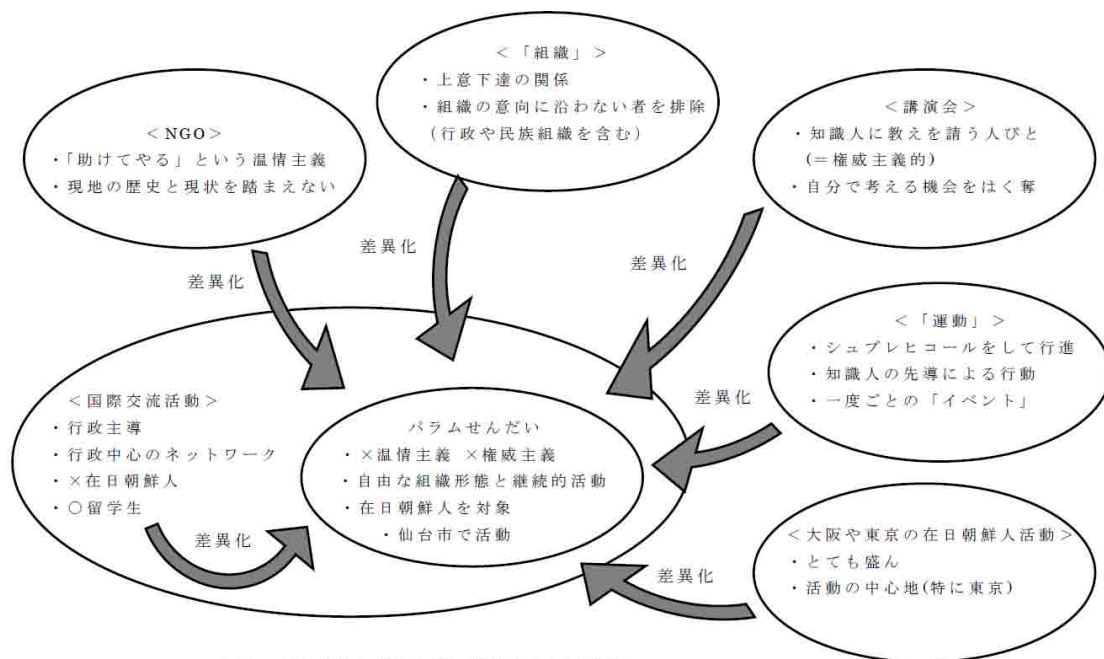 ＜「組織」＞
・上意下達の関係
・組織の意向に沿わない者を排除
(行政や民族組織を含む)
＜NGO＞
・「助けてやる」という温情主義
・現地の歴史と現状を踏まえない
＜講演会＞
・知識人に教えを請う人びと
(＝権威主義的)
・自分で考える機会をはく奪
差異化
差異化
差異化
＜「運動」＞
・シュプレヒコールをして行進
・知識人の先導による行動
・一度ごとの「イベント」
差異化
＜国際交流活動＞
・行政主導
・行政中心のネットワーク
・×在日朝鮮人
・○留学生
差異化
パラムせんだい
・×温情主義 ×権威主義
・自由な組織形態と継続的活動
・在日朝鮮人を対象
・仙台市で活動
＜大阪や東京の在日朝鮮人活動＞
・とても盛ん
・活動の中心地(特に東京)
差異化